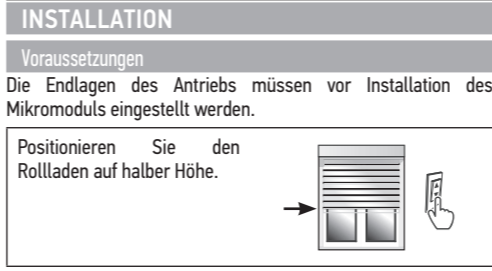 INSTALLATION
Voraussetzungen
Die Endlagen des Antriebs müssen vor Installation des
Mikromoduls eingestellt werden.
Positionieren Sie den
Rollladen auf halber Höhe.